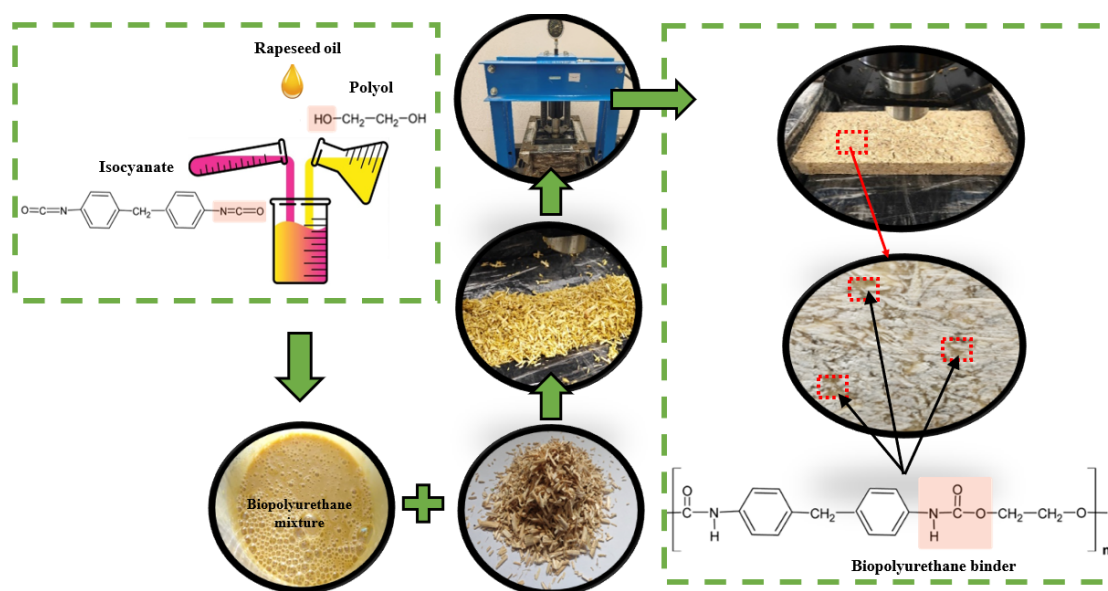 Rapeseed oil
Polyol
HO—CH₂—CH₂—OH
Isocyanate
O=C=N
CH₂
N=C=O
Biopolyurethane
mixture
O
O
C—N
H
CH₂
N—C—O—CH₂—CH₂—O
H
n
Biopolyurethane binder